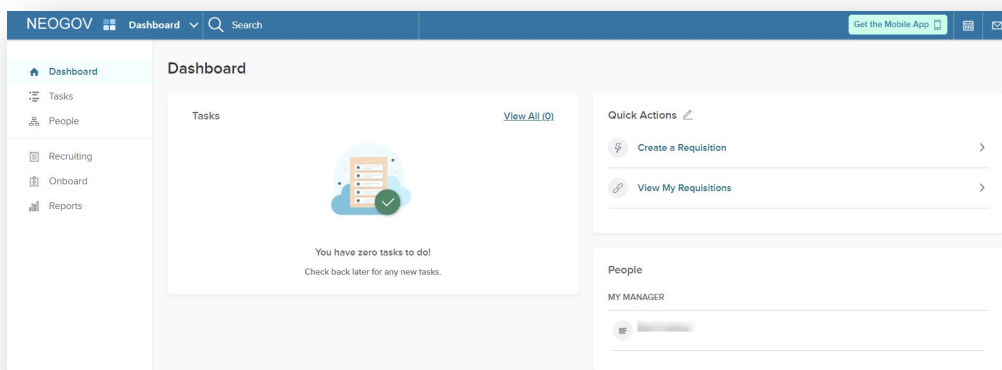 NEOGOV Dashboard Search Get the Mobile App
Dashboard
Tasks
People
Recruiting
Onboard
Reports
Dashboard
Tasks View All (0)
You have zero tasks to do!
Check back later for any new tasks.
Quick Actions
Create a Requisition
View My Requisitions
People
MY MANAGER